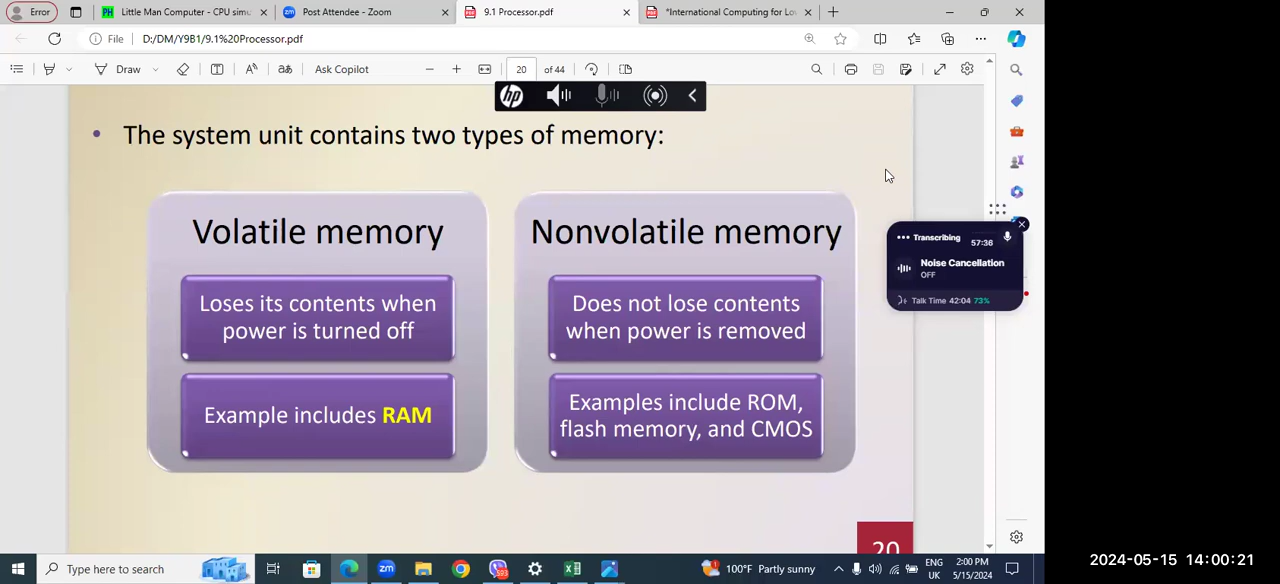 Error
Little Man Computer - CPU simu
Post Attendee - Zoom
9.1 Processor.pdf
*International Computing for Lov
File
D:/DM/Y9B1/9.1%20Processor.pdf
Draw
Ask Copilot
20 of 44
hp
The system unit contains two types of memory:
Volatile memory
Loses its contents when
power is turned off
Example includes RAM
Nonvolatile memory
Does not lose contents
when power is removed
Examples include ROM,
flash memory, and CMOS
Transcribing
57:36
Noise Cancellation
OFF
Talk Time 42:04 73%
20
Type here to search
zm
100°F Partly sunny
ENG
UK
2:00 PM
5/15/2024
2024-05-15 14:00:21